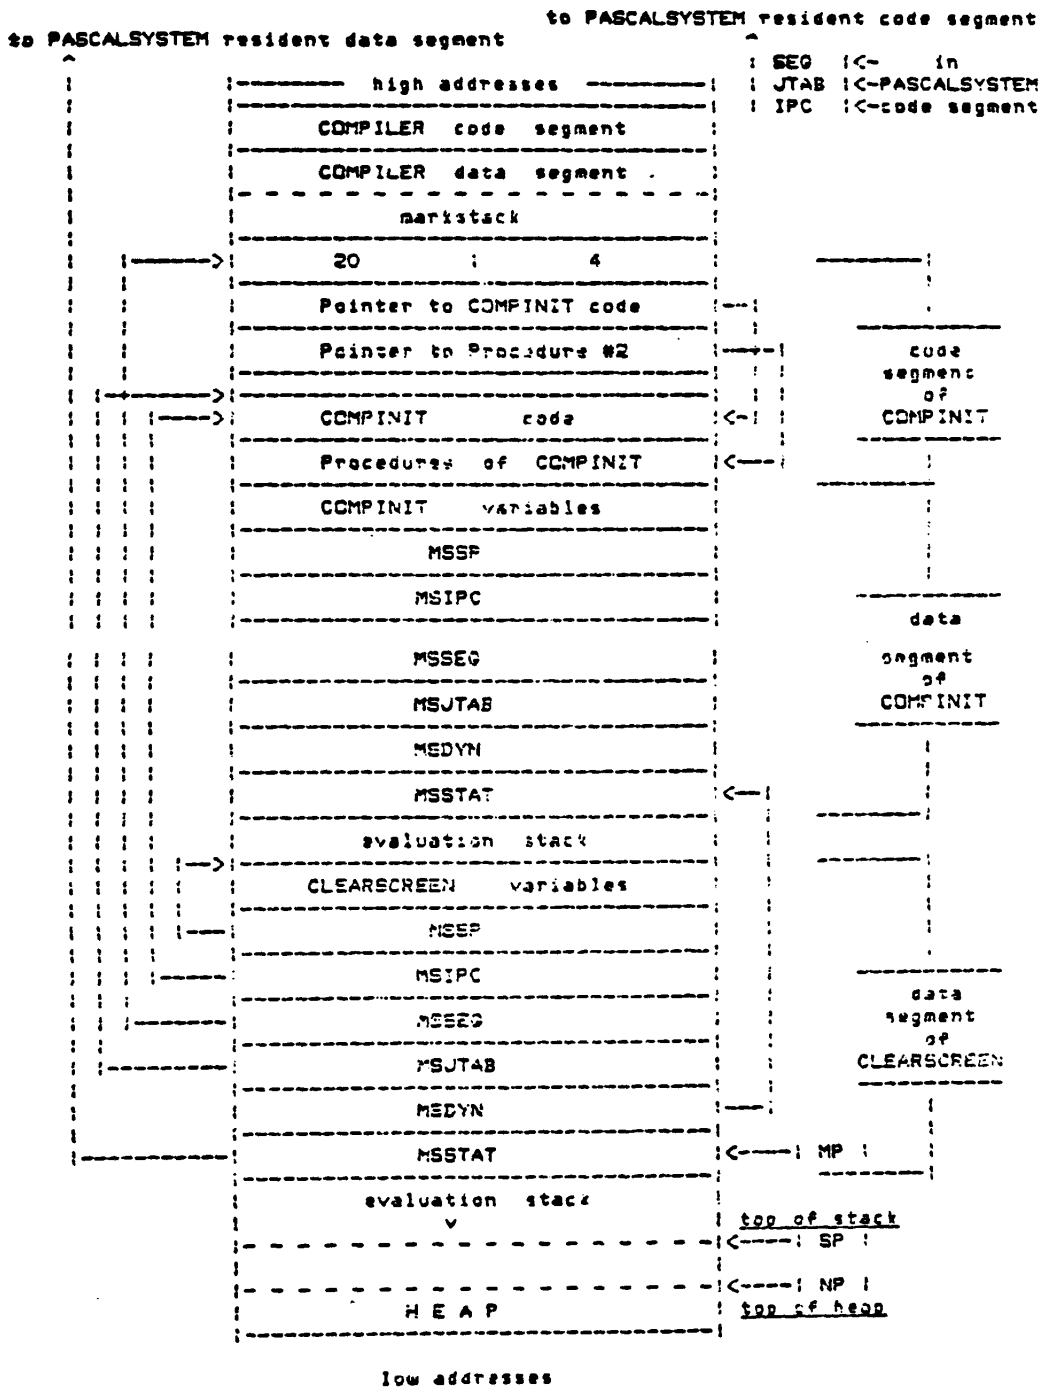 to PASCALSYSTEM resident code segment
to PASCALSYSTEM resident data segment
SEG <- in
high addresses
JTAB <-PASCALSYSTEM
IPC <-code segment
COMPILER code segment
COMPILER data segment
markstack
20 4
Pointer to COMPINIT code
Pointer to Procedure #2
code
segment
of
COMPINIT
COMPINIT code
Procedures of COMPINIT
COMPINIT variables
MSSP
MSIPC
data
segment
of
COMPINIT
MSSEG
MSJTAB
MSDYN
MSSTAT
evaluation stack
CLEARSCREEN variables
MSSP
MSIPC
data
segment
of
CLEARSCREEN
MSSEG
MSJTAB
MSDYN
MSSTAT
MP
evaluation stack
top of stack
SP
NP
HEAP
top of heap
low addresses